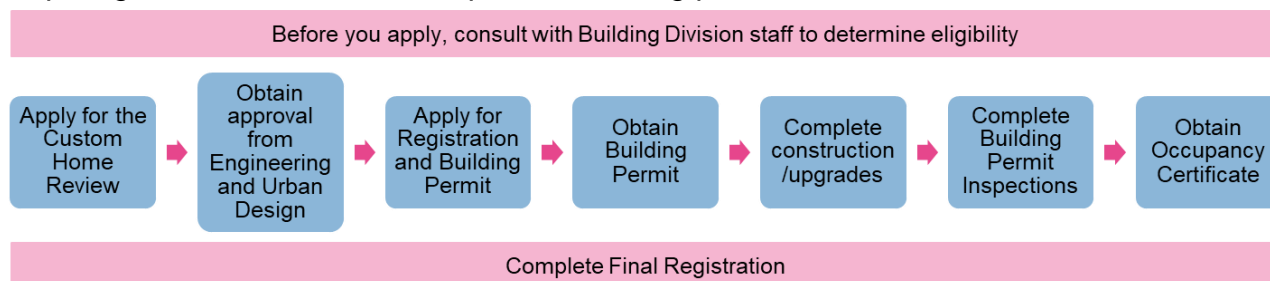 Before you apply, consult with Building Division staff to determine eligibility
Apply for the
Custom
Home
Review
Obtain
approval
from
Engineering
and Urban
Design
Apply for
Registration
and Building
Permit
Obtain
Building
Permit
Complete
construction
/upgrades
Complete
Building
Permit
Inspections
Obtain
Occupancy
Certificate
Complete Final Registration